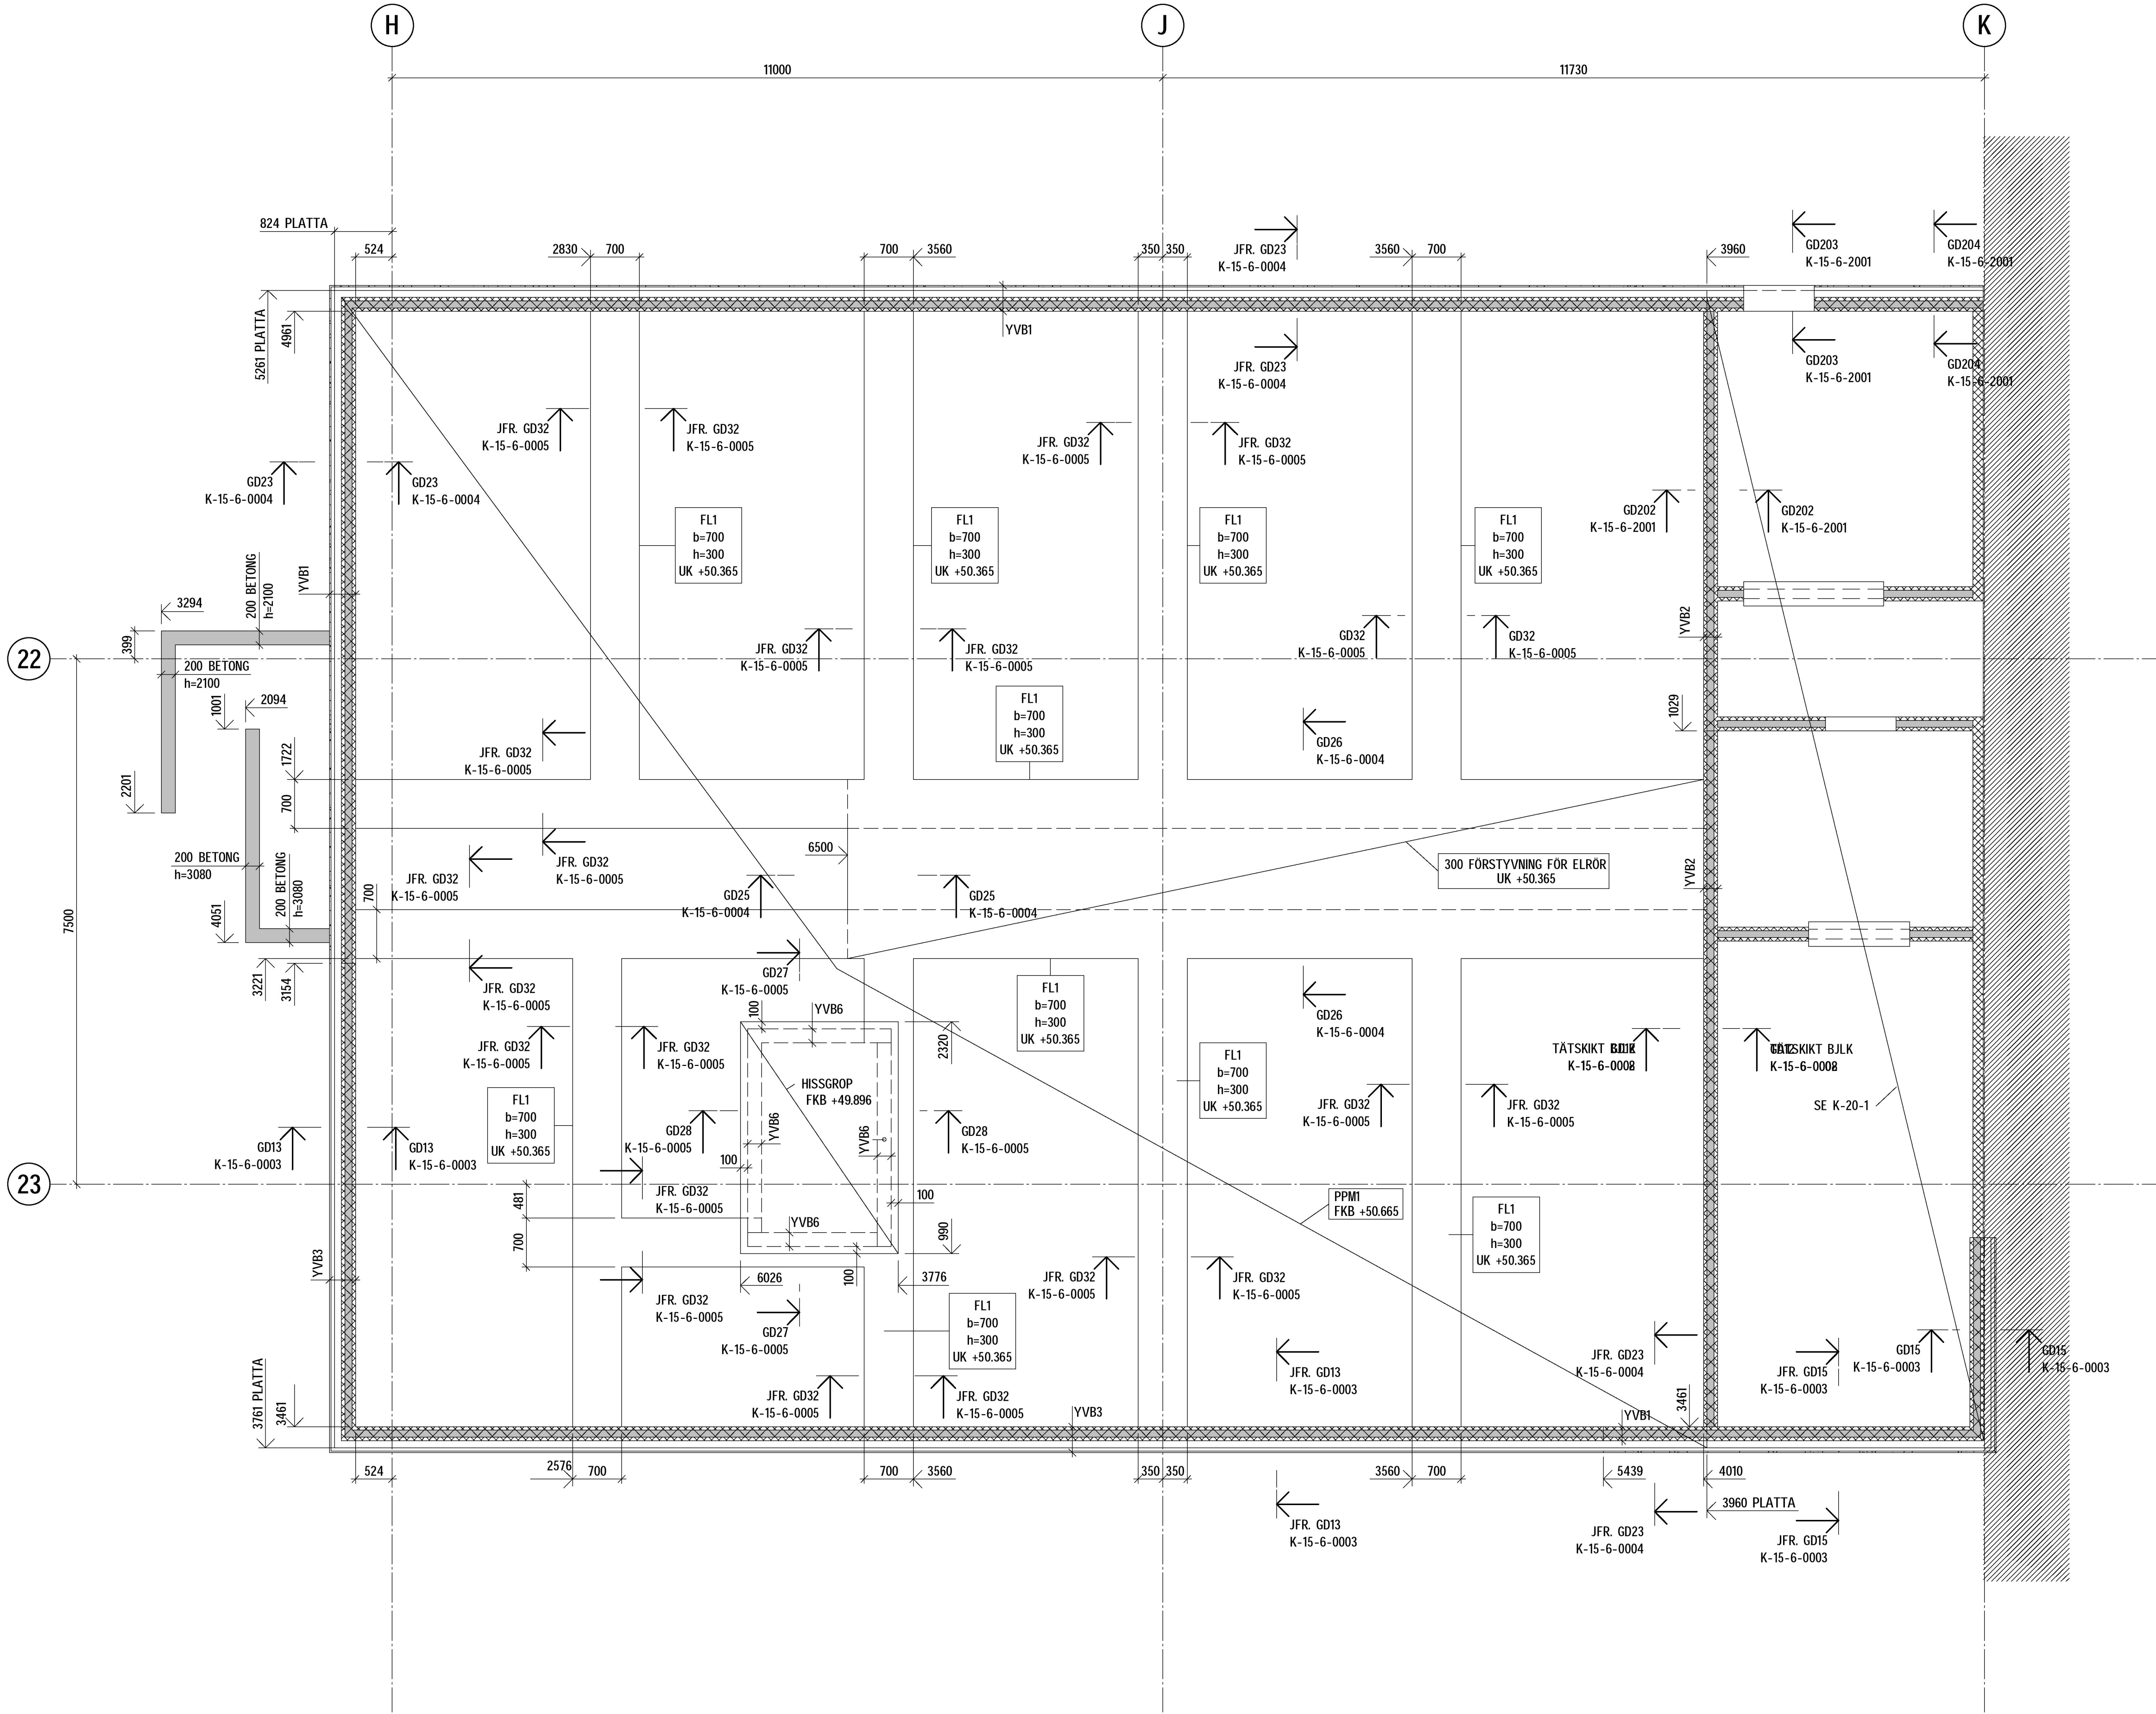 H
J
K
11000
11730
824 PLATTA
524
2830
700
700
3560
350
350
JFR. GD23
K-15-6-0004
3560
700
3960
GD203
K-15-6-2001
GD204
K-15-6-2001
5261 PLATTA
4961
YVB1
JFR. GD23
K-15-6-0004
GD203
K-15-6-2001
GD204
K-15-6-2001
JFR. GD32
K-15-6-0005
JFR. GD32
K-15-6-0005
JFR. GD32
K-15-6-0005
JFR. GD32
K-15-6-0005
GD23
K-15-6-0004
GD23
K-15-6-0004
GD202
K-15-6-2001
GD202
K-15-6-2001
FL1
b=700
h=300
UK +50.365
FL1
b=700
h=300
UK +50.365
FL1
b=700
h=300
UK +50.365
FL1
b=700
h=300
UK +50.365
200 BETONG
h=2100
YVB1
3294
399
YVB2
22
JFR. GD32
K-15-6-0005
JFR. GD32
K-15-6-0005
GD32
K-15-6-0005
GD32
K-15-6-0005
200 BETONG
h=2100
1001
2094
FL1
b=700
h=300
UK +50.365
1029
JFR. GD32
K-15-6-0005
GD26
K-15-6-0004
1722
2201
700
6500
200 BETONG
h=3080
200 BETONG
h=3080
JFR. GD32
K-15-6-0005
JFR. GD32
K-15-6-0005
700
GD25
K-15-6-0004
GD25
K-15-6-0004
300 FÖRSTYVNING FÖR ELRÖR
UK +50.365
YVB2
7500
4051
3221
3154
JFR. GD32
K-15-6-0005
GD27
K-15-6-0005
FL1
b=700
h=300
UK +50.365
GD26
K-15-6-0004
100
YVB6
2320
JFR. GD32
K-15-6-0005
JFR. GD32
K-15-6-0005
FL1
b=700
h=300
UK +50.365
TÄTSKIKT
K-15-6-000
TÄTSKIKT BJLK
K-15-6-000
HISSGROP
FKB +49.896
SE K-20-1
FL1
b=700
h=300
UK +50.365
YVB6
YVB6
JFR. GD32
K-15-6-0005
JFR. GD32
K-15-6-0005
GD13
K-15-6-0003
GD13
K-15-6-0003
GD28
K-15-6-0005
GD28
K-15-6-0005
100
23
JFR. GD32
K-15-6-0005
481
100
PPM1
FKB +50.665
FL1
b=700
h=300
UK +50.365
YVB6
990
700
YVB3
100
6026
3776
JFR. GD32
K-15-6-0005
JFR. GD32
K-15-6-0005
JFR. GD32
K-15-6-0005
FL1
b=700
h=300
UK +50.365
GD27
K-15-6-0005
GD15
K-15-6-0003
GD15
K-15-6-0003
JFR. GD13
K-15-6-0003
JFR. GD23
K-15-6-0004
JFR. GD15
K-15-6-0003
JFR. GD32
K-15-6-0005
JFR. GD32
K-15-6-0005
3761 PLATTA
3461
YVB3
YVB1
3461
524
2576
700
700
3560
350
350
3560
700
5439
4010
3960 PLATTA
JFR. GD13
K-15-6-0003
JFR. GD23
K-15-6-0004
JFR. GD15
K-15-6-0003